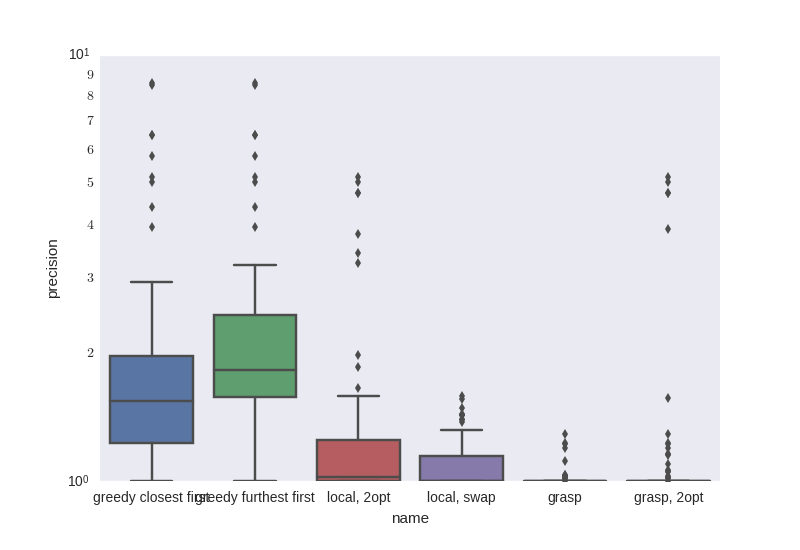 10¹
9
8
7
6
5
4
3
2
10⁰
precision
greedy closest first
greedy furthest first
local, 2opt
local, swap
grasp
grasp, 2opt
name